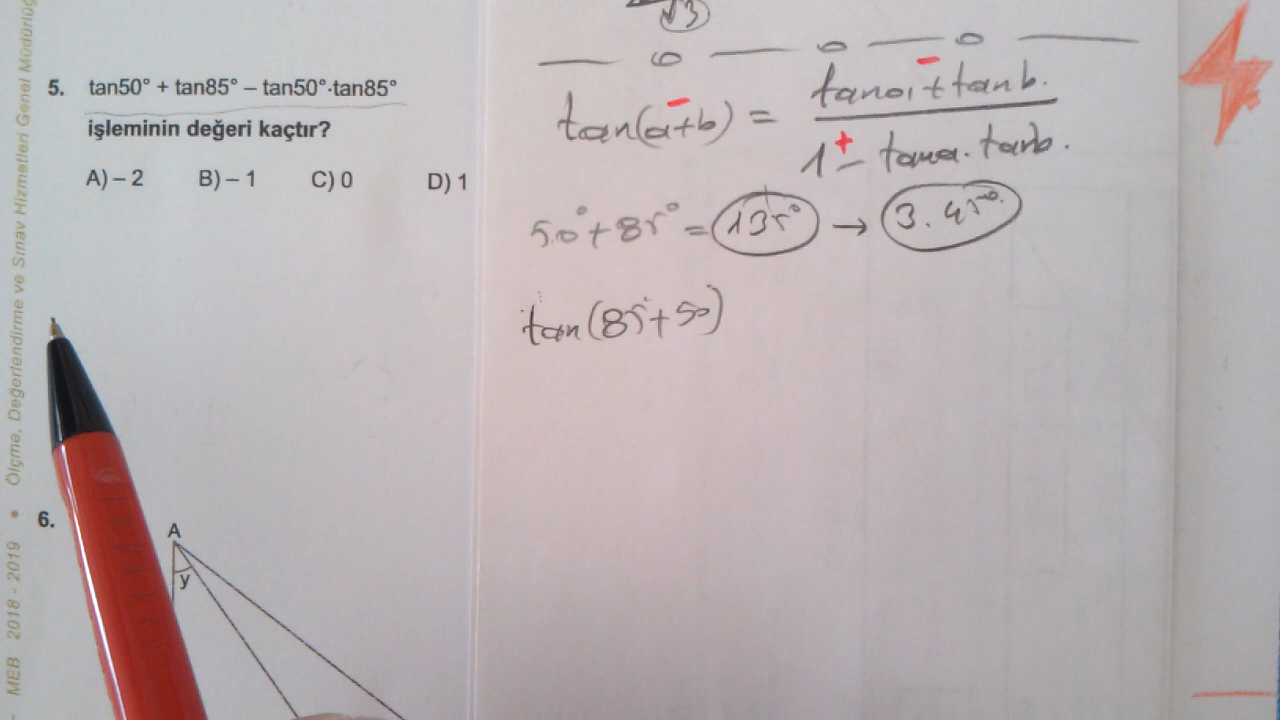 5. tan50° + tan85° – tan50°·tan85°
işleminin değeri kaçtır?
A) – 2 B) – 1 C) 0 D) 1
6.
A
y
MEB 2018 - 2019 • Ölçme, Değerlendirme ve Sınav Hizmetleri Genel
√3
tan(a+b) = tana + tanb.
-
-
1 - tana. tanb.
+
50° + 85° = 135° → 3.45°
tan(85°+50)